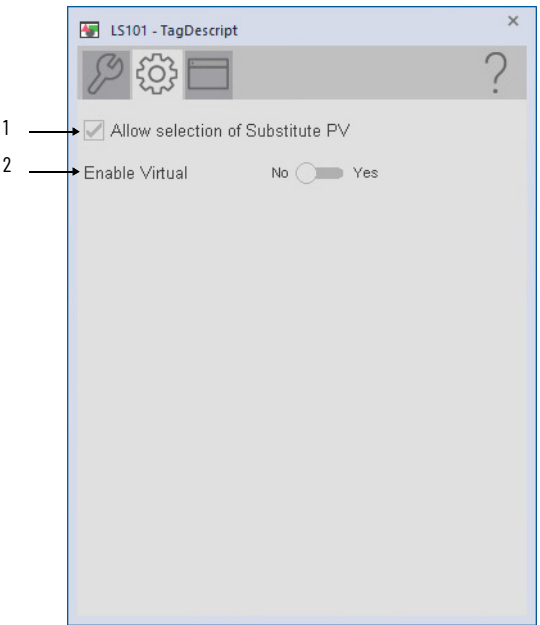 LS101 - TagDescript
?
1 Allow selection of Substitute PV
2 Enable Virtual No Yes